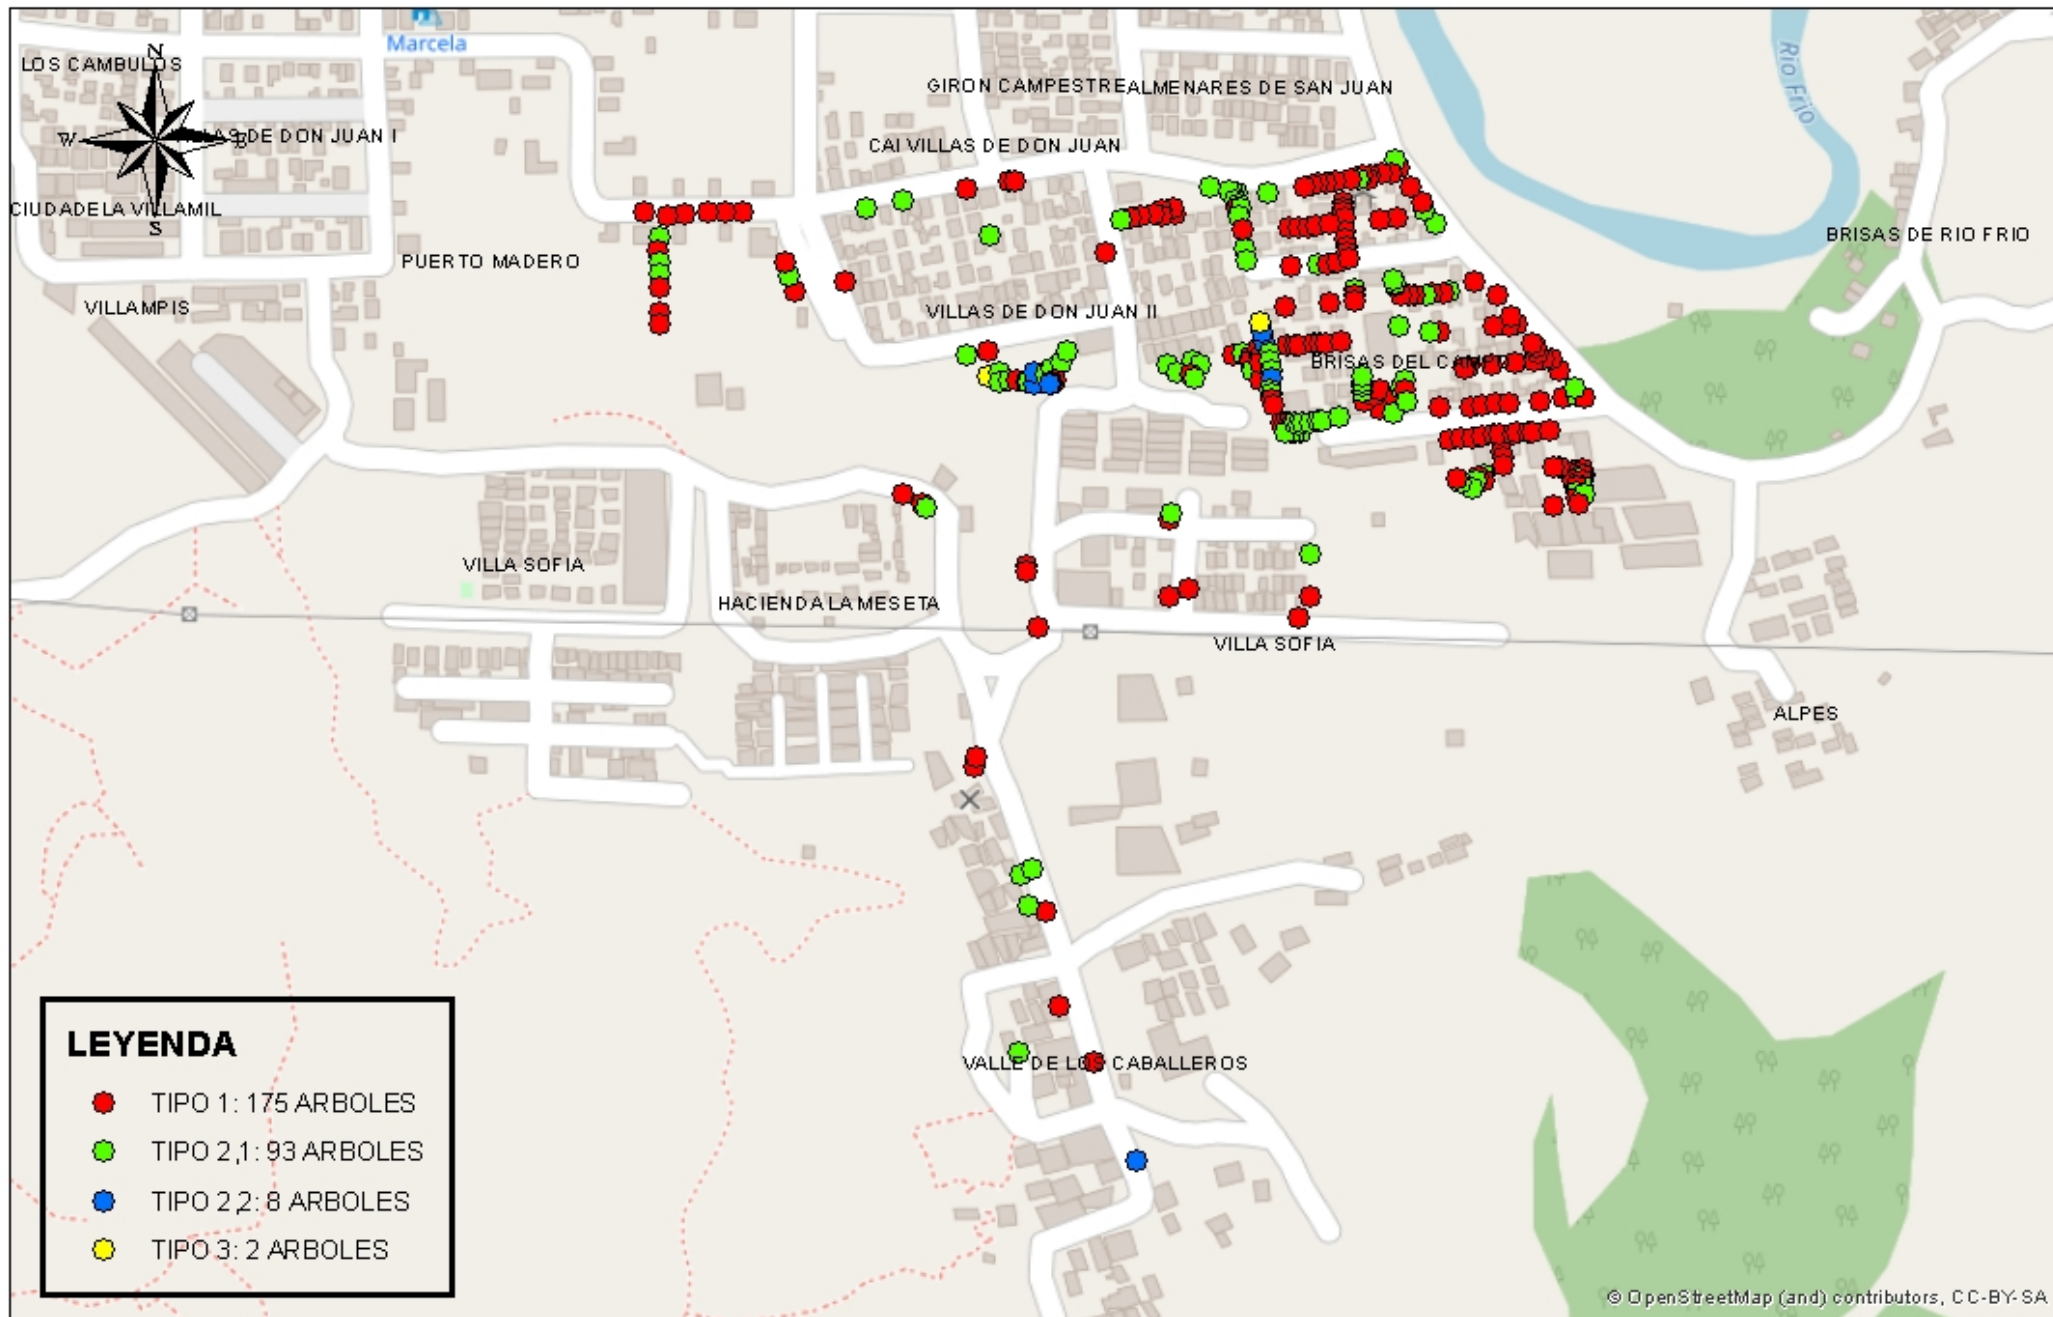 Marcela
LOS CAMBULOS
N
GIRON CAMPESTRE
ALMENARES DE SAN JUAN
Rio Frio
W
E
AS DE DON JUAN I
CAI VILLAS DE DON JUAN
CIUDADELA VILLAMIL
S
BRISAS DE RIO FRIO
PUERTO MADERO
VILLAMPIS
VILLAS DE DON JUAN II
BRISAS DEL CAMPO
VILLA SOFIA
HACIENDA LA MESETA
VILLA SOFIA
ALPES
VALLE DE LOS CABALLEROS
LEYENDA
TIPO 1: 175 ARBOLES
TIPO 2,1: 93 ARBOLES
TIPO 2,2: 8 ARBOLES
TIPO 3: 2 ARBOLES
© OpenStreetMap (and) contributors, CC-BY-SA